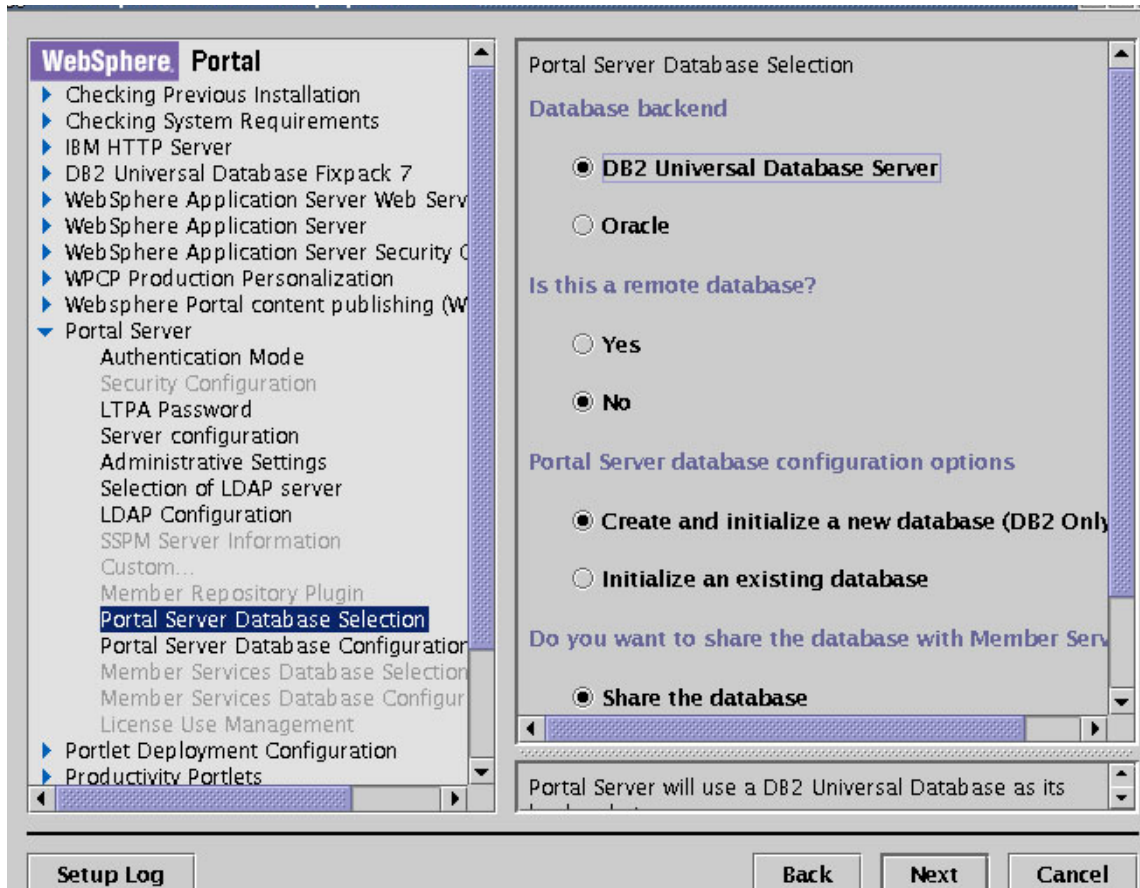 WebSphere. Portal
Checking Previous Installation
Checking System Requirements
IBM HTTP Server
DB2 Universal Database Fixpack 7
WebSphere Application Server Web Serv
WebSphere Application Server
WebSphere Application Server Security C
WPCP Production Personalization
Websphere Portal content publishing (W
Portal Server
Authentication Mode
Security Configuration
LTPA Password
Server configuration
Administrative Settings
Selection of LDAP server
LDAP Configuration
SSPM Server Information
Custom...
Member Repository Plugin
Portal Server Database Selection
Portal Server Database Configuration
Member Services Database Selection
Member Services Database Configur
License Use Management
Portlet Deployment Configuration
Productivity Portlets
Portal Server Database Selection
Database backend
DB2 Universal Database Server
Oracle
Is this a remote database?
Yes
No
Portal Server database configuration options
Create and initialize a new database (DB2 Only
Initialize an existing database
Do you want to share the database with Member Serv
Share the database
Portal Server will use a DB2 Universal Database as its
Setup Log
Back
Next
Cancel